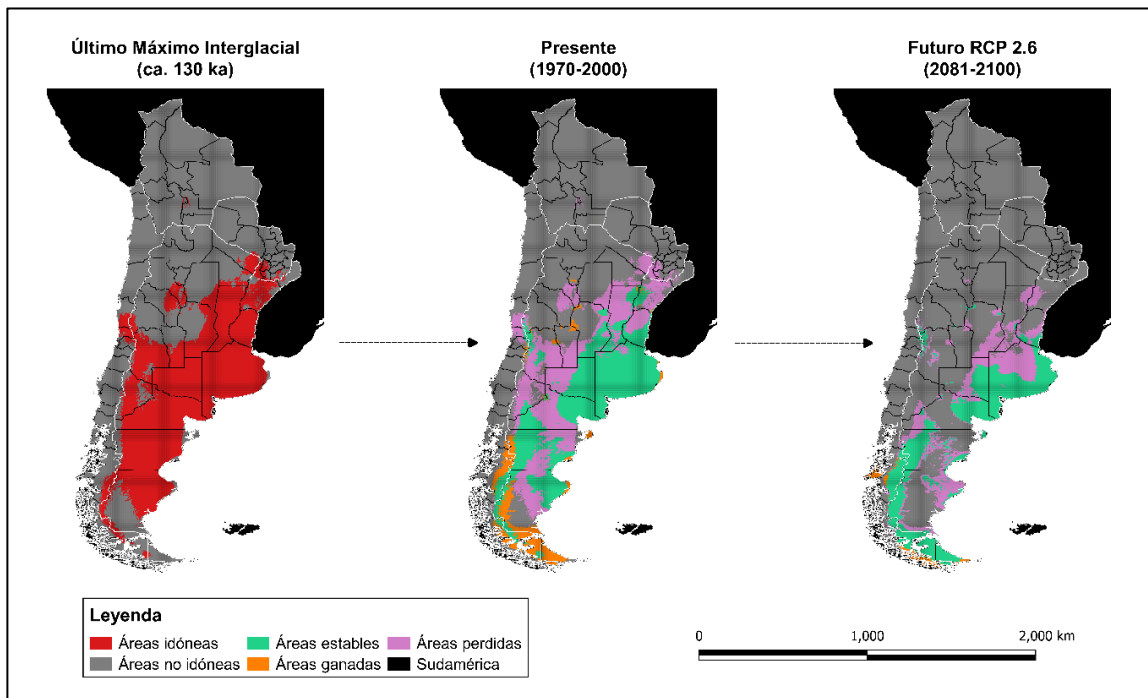 Último Máximo Interglacial
(ca. 130 ka)
Presente
(1970-2000)
Futuro RCP 2.6
(2081-2100)
Leyenda
Áreas idóneas
Áreas estables
Áreas perdidas
Áreas no idóneas
Áreas ganadas
Sudamérica
0
1,000
2,000 km